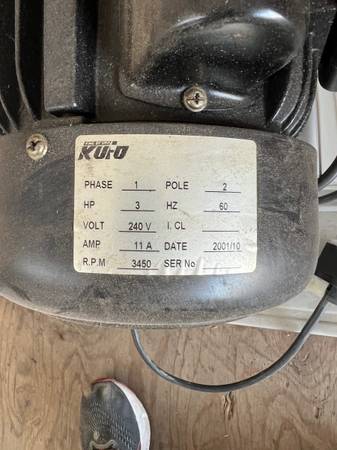 KUFO
PHASE 1 POLE 2
HP 3 HZ 60
VOLT 240 V I. CL
AMP 11 A DATE 2001/10
R.P.M 3450 SER No